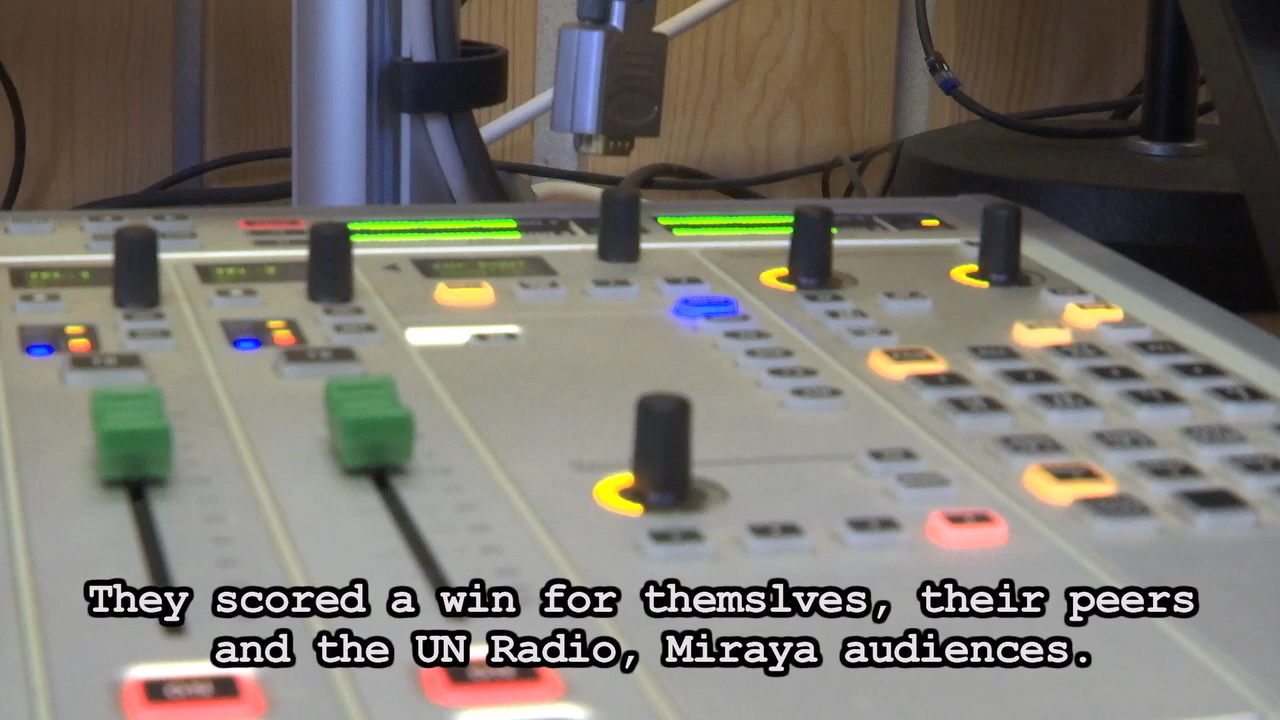 They scored a win for themslves, their peers
and the UN Radio, Miraya audiences.